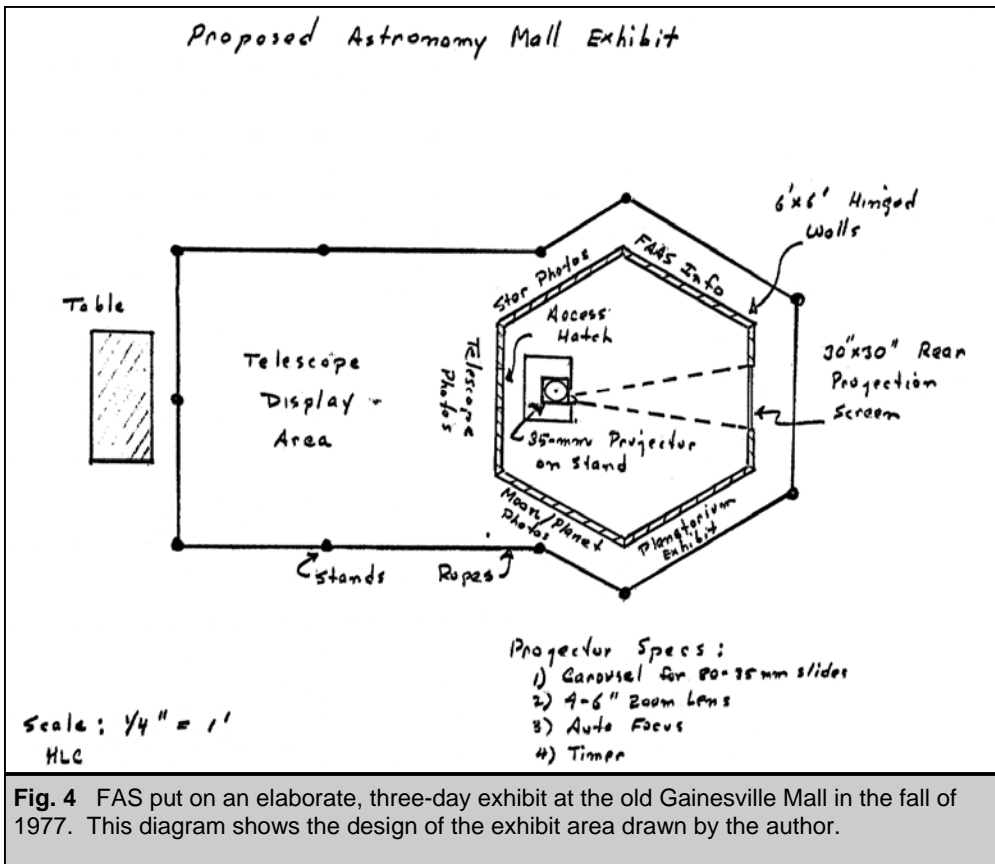 Proposed Astronomy Mall Exhibit
6'x6' Hinged
Walls
Star Photos
FAAS Info
Table
Access
Hatch
Telescope
Photos
Telescope
Display
Area
30"x30" Rear
Projection
Screen
35-mm Projector
on Stand
Moon/Planet
Photos
Planetarium
Exhibit
Stands
Ropes
Projector Specs:
1) Carousel for 80-35mm slides
2) 4-6" Zoom Lens
3) Auto Focus
4) Timer
Scale: 1/4" = 1'
HLC
Fig. 4 FAS put on an elaborate, three-day exhibit at the old Gainesville Mall in the fall of
1977. This diagram shows the design of the exhibit area drawn by the author.